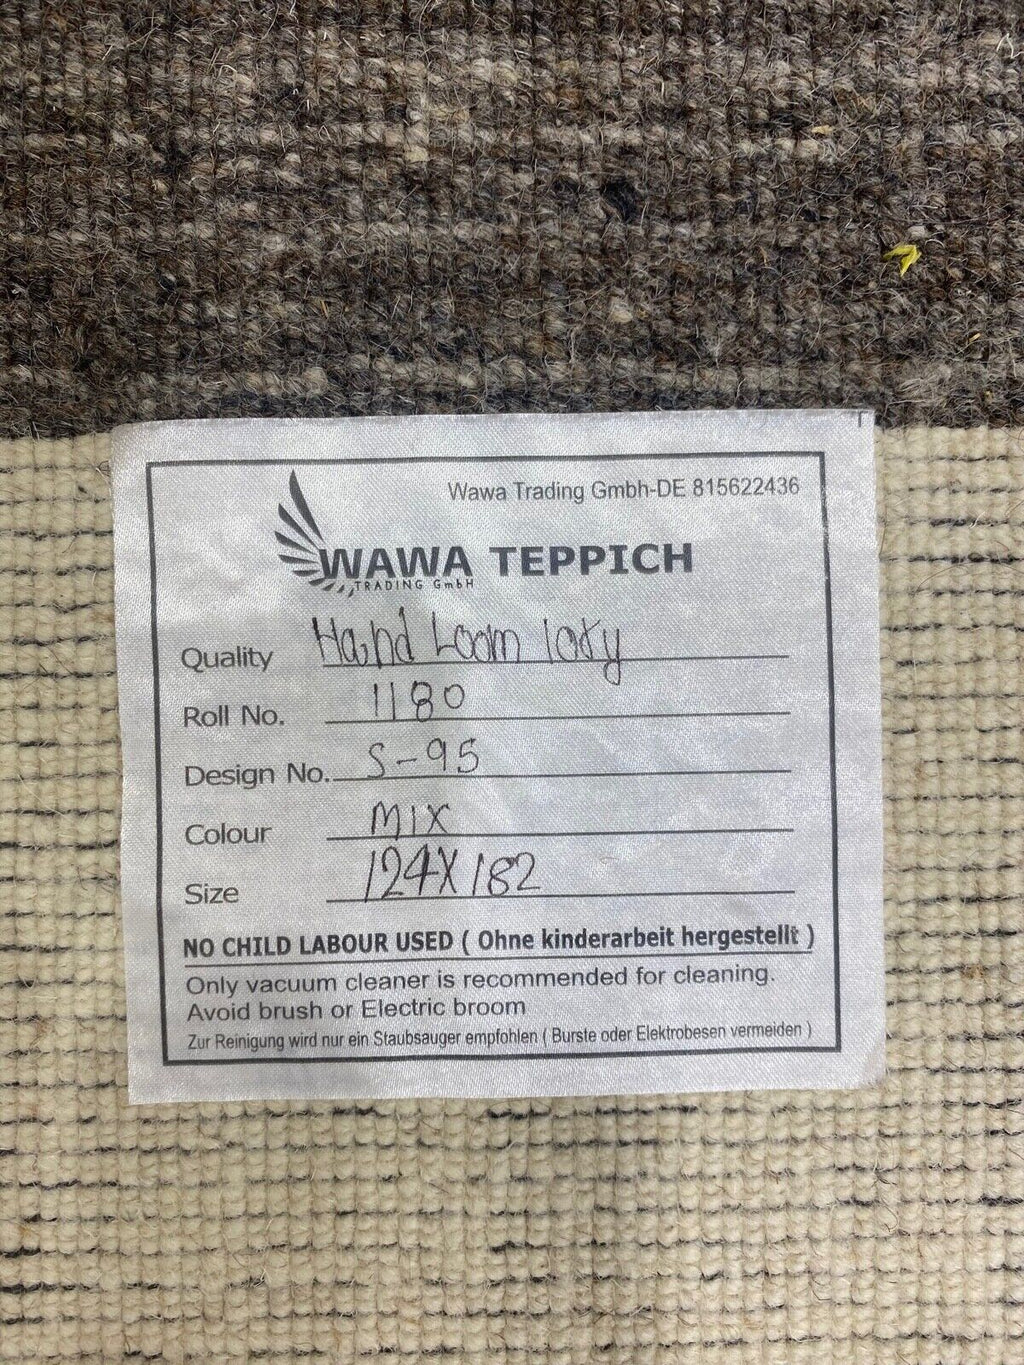 Wawa Trading Gmbh-DE 815622436
WAWA TEPPICH
TRADING GmbH
Quality Hand Loom
Roll No. 1180
Design No. S-95
Colour MIX
Size 124X182
NO CHILD LABOUR USED ( Ohne kinderarbeit hergestellt )
Only vacuum cleaner is recommended for cleaning.
Avoid brush or Electric broom
Zur Reinigung wird nur ein Staubsauger empfohlen ( Burste oder Elektrobesen vermeiden )